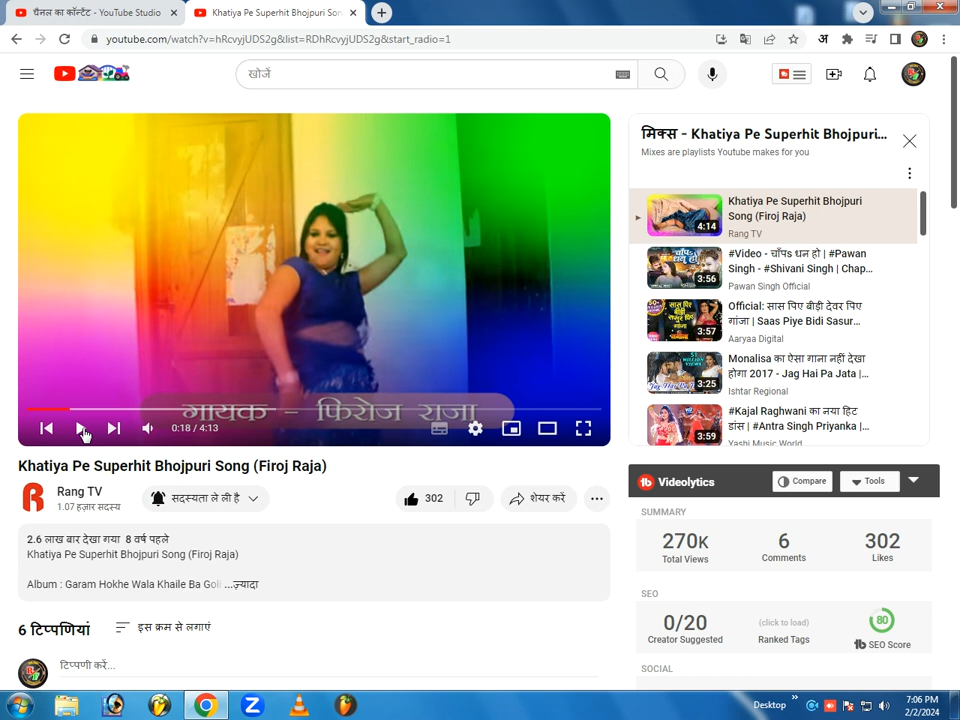 चैनल का कॉन्टेंट - YouTube Studio
Khatiya Pe Superhit Bhojpuri Son
youtube.com/watch?v=hRcvyjUDS2g&list=RDhRcvyjUDS2g&start_radio=1
अ
खोजें
गायक - फिरोज राजा
0:18 / 4:13
Khatiya Pe Superhit Bhojpuri Song (Firoj Raja)
Rang TV
1.07 हज़ार सदस्य
सदस्यता ले ली है
302
शेयर करें
2.6 लाख बार देखा गया 8 वर्ष पहले
Khatiya Pe Superhit Bhojpuri Song (Firoj Raja)
Album : Garam Hokhe Wala Khaile Ba Goli ...ज़्यादा
6 टिप्पणियां
इस क्रम से लगाएं
टिप्पणी करें...
मिक्स – Khatiya Pe Superhit Bhojpuri...
Mixes are playlists Youtube makes for you
4:14
Khatiya Pe Superhit Bhojpuri
Song (Firoj Raja)
Rang TV
3:56
#Video - चाँपS धन हो | #Pawan
Singh - #Shivani Singh | Chap...
Pawan Singh Official
3:57
Official: सास पिए बीड़ी देवर पिए
गांजा | Saas Piye Bidi Sasur...
Aaryaa Digital
3:25
Monalisa का ऐसा गाना नहीं देखा
होगा 2017 - Jag Hai Pa Jata |...
Ishtar Regional
3:59
#Kajal Raghwani का नया हिट
डांस | #Antra Singh Priyanka |...
Yashi Music World
Videolytics
Compare
Tools
SUMMARY
270K
Total Views
6
Comments
302
Likes
SEO
0/20
Creator Suggested
(click to load)
Ranked Tags
80
SEO Score
SOCIAL
Desktop
7:06 PM
2/2/2024